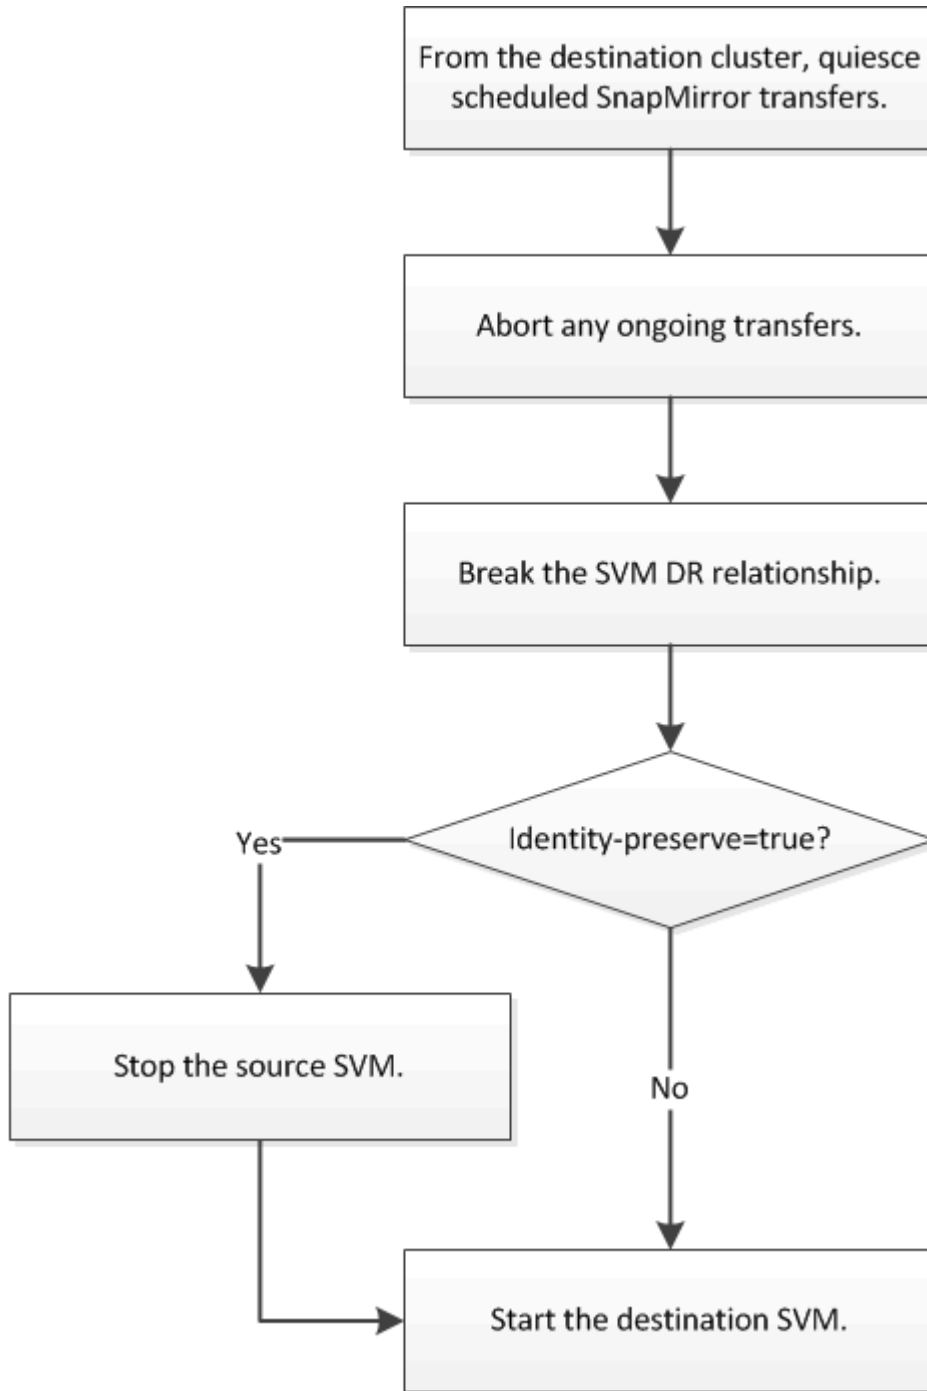 From the destination cluster, quiesce
scheduled SnapMirror transfers.
Abort any ongoing transfers.
Break the SVM DR relationship.
Identity-preserve=true?
Yes
Stop the source SVM.
No
Start the destination SVM.